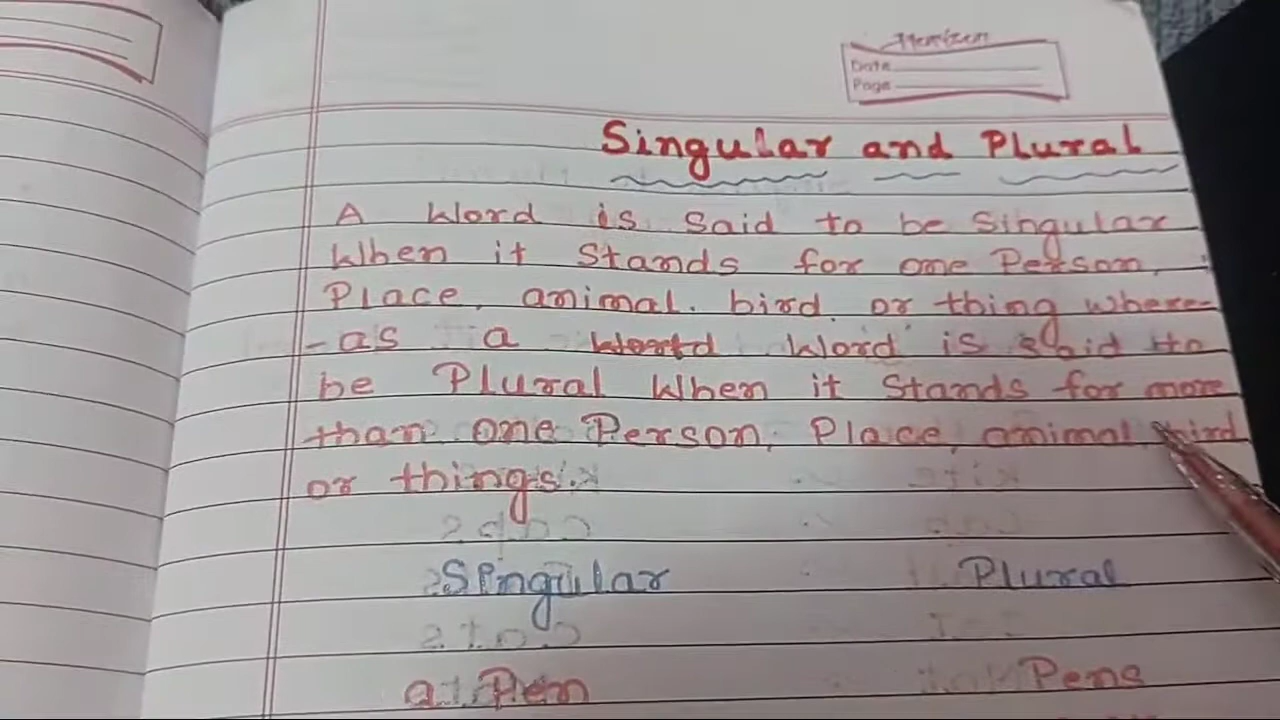 Date
Page
Singular and Plural
A Word is Said to be Singular
When it Stands for one Person,
Place, animal. bird. or thing where-
-as a Word is said to
be Plural When it Stands for more
than one Person, Place, animal, bird
or things.
Singular Plural
a Pen Pens